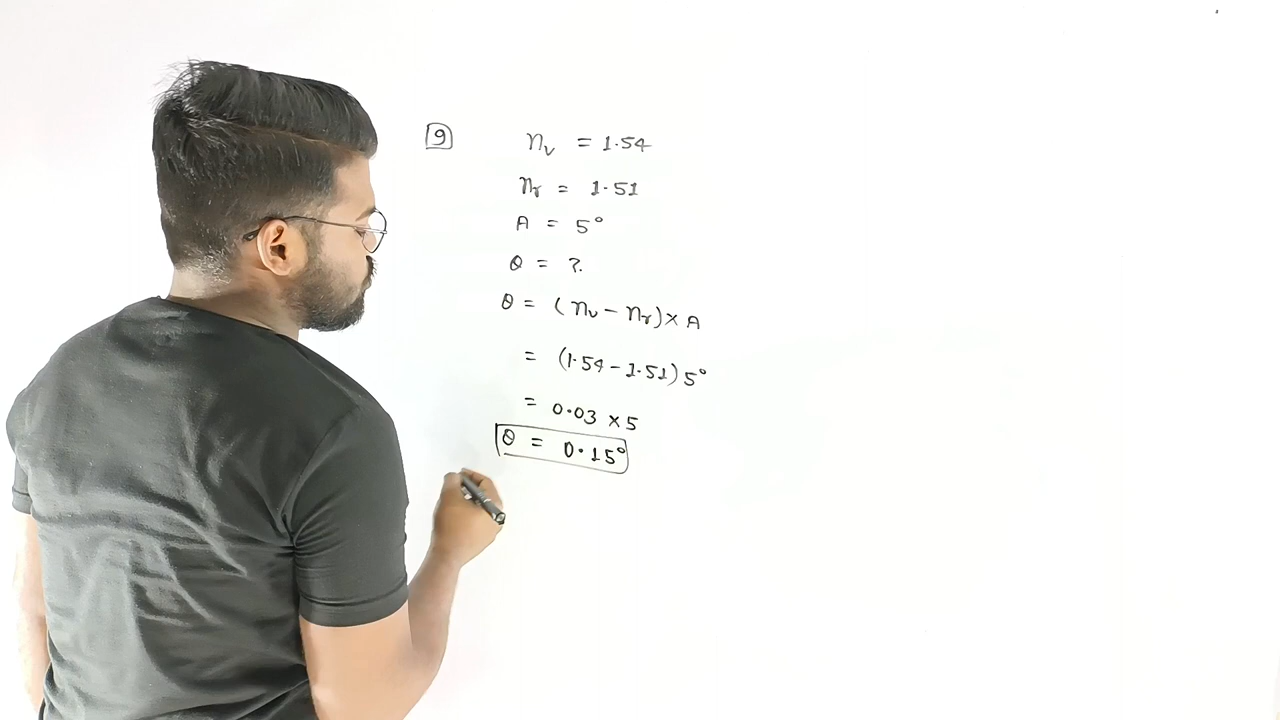 9 nᵥ = 1.54
nᵣ = 1.51
A = 5°
θ = ?.
θ = (nᵥ - nᵣ) × A
= (1.54 - 1.51) 5°
= 0.03 × 5
θ = 0.15°